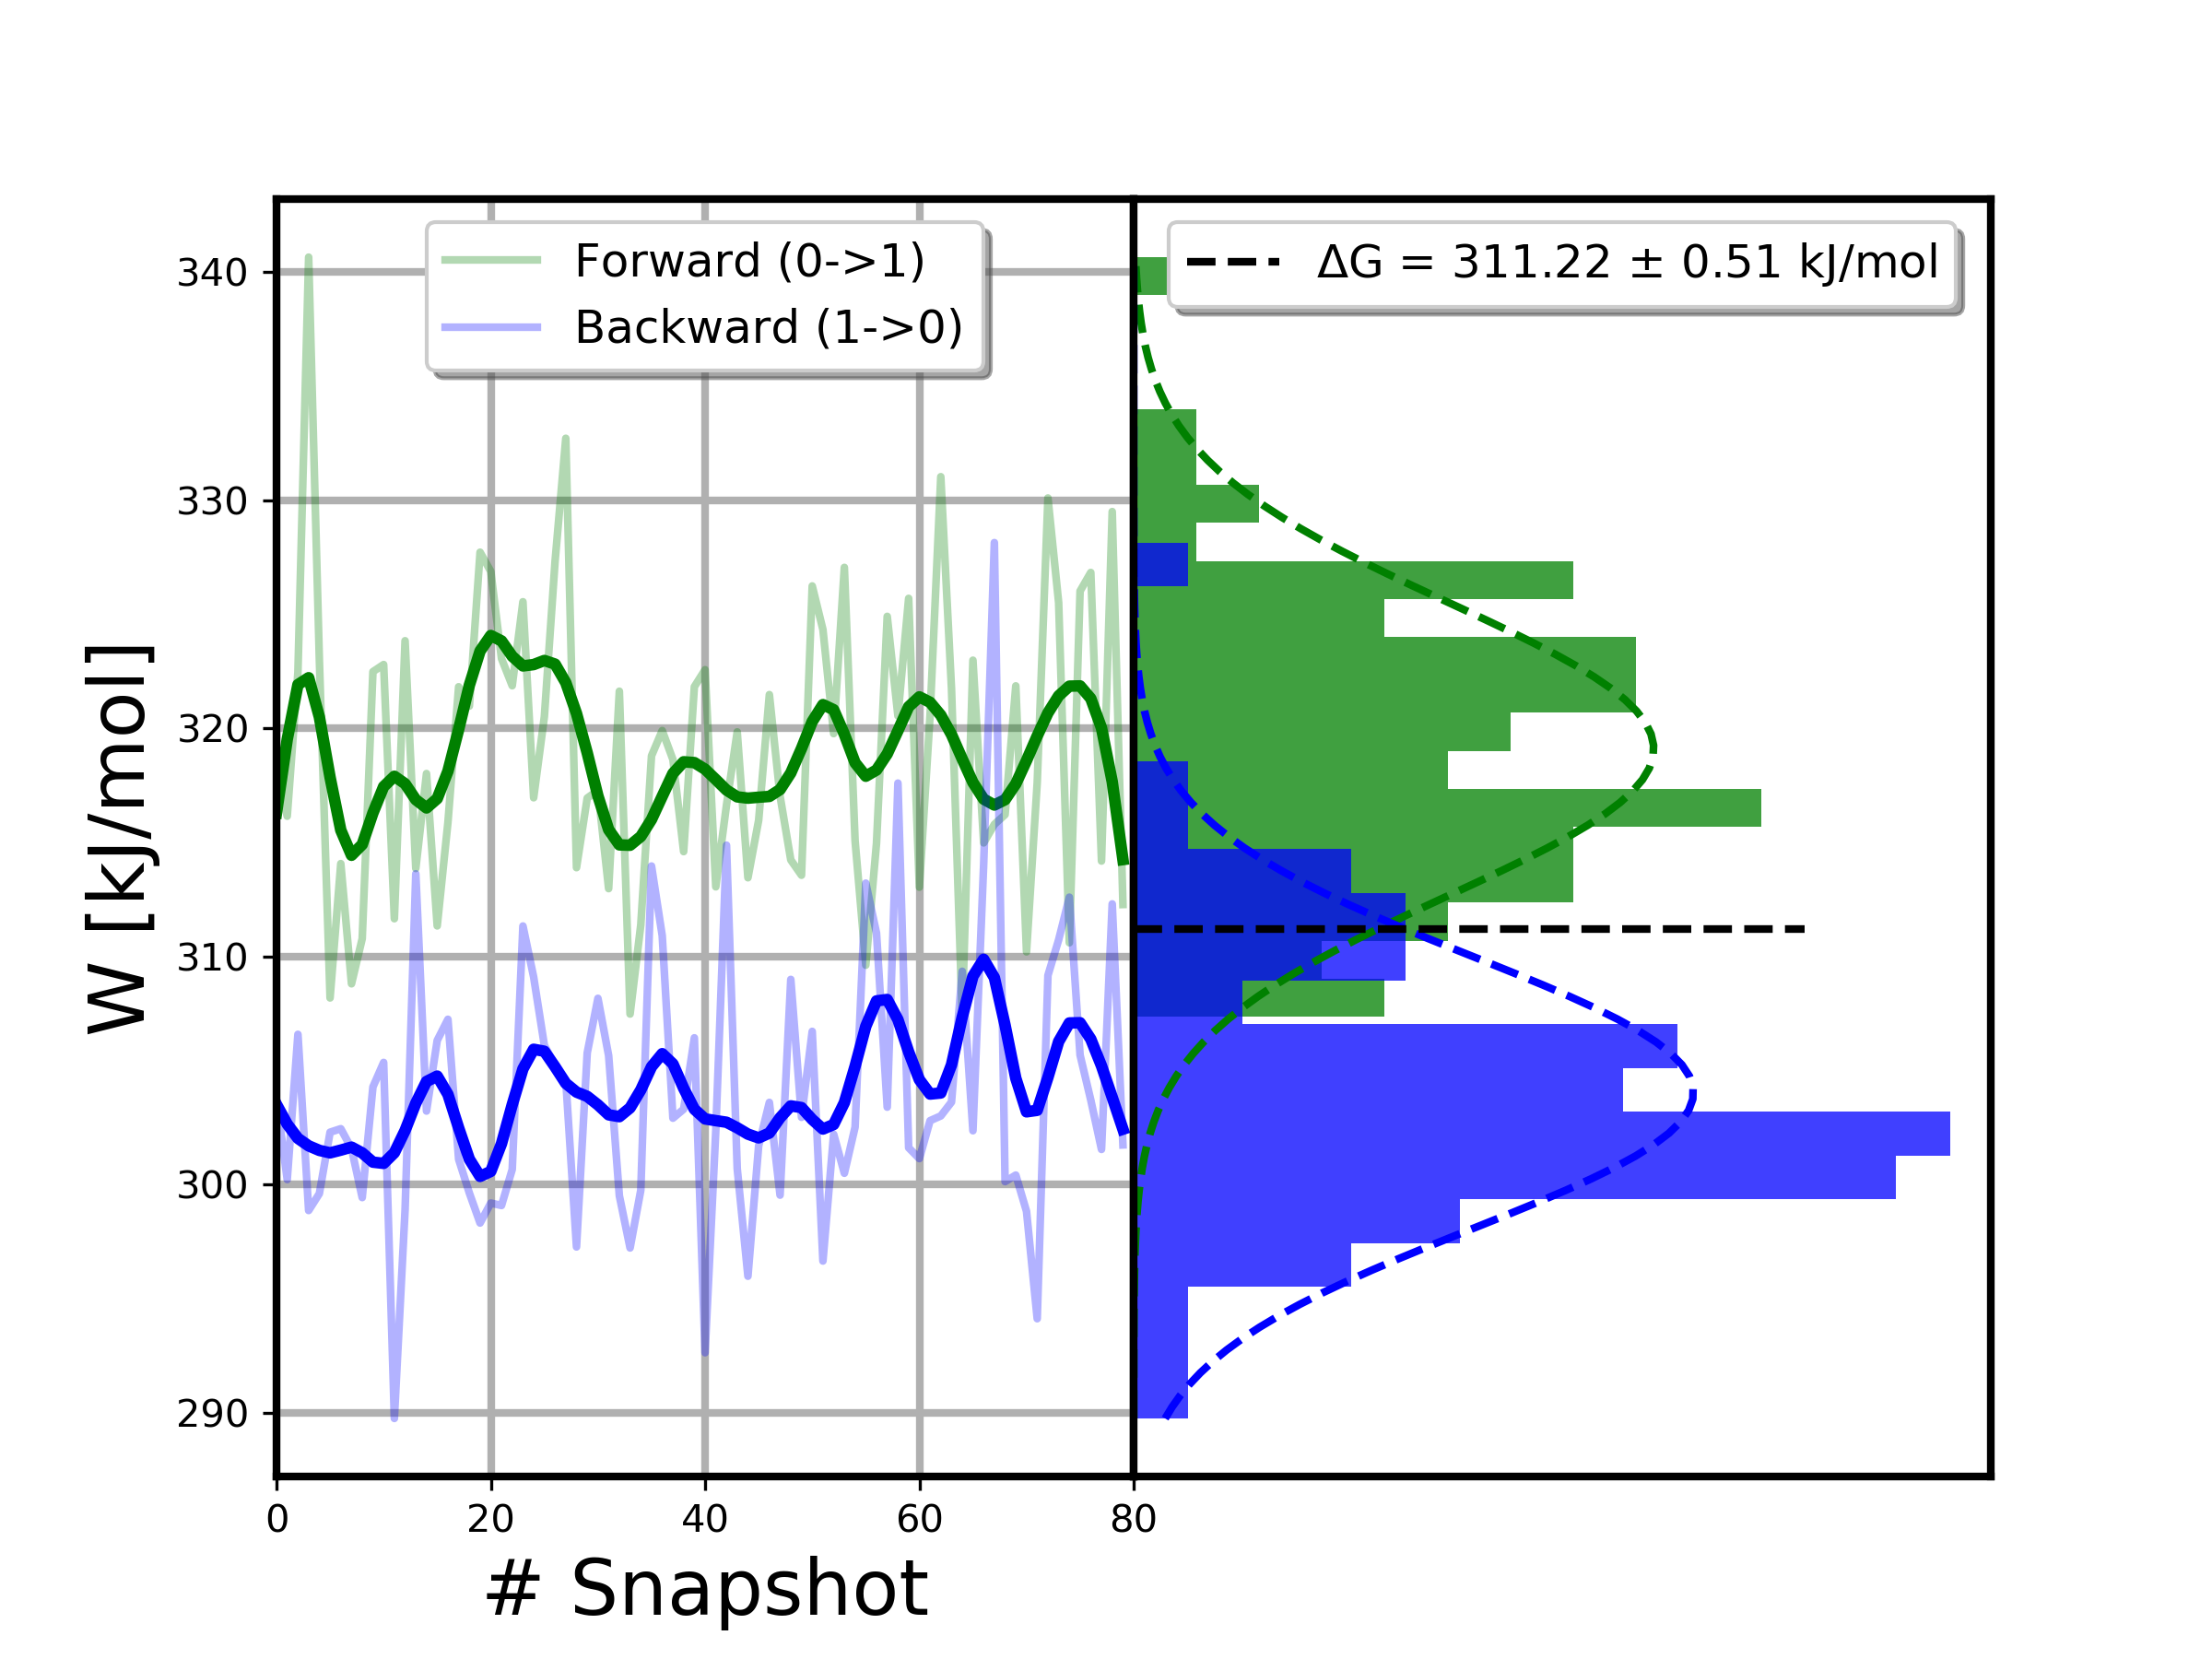 Forward (0->1)
Backward (1->0)
ΔG = 311.22 ± 0.51 kJ/mol
340
330
320
310
300
290
W [kJ/mol]
0 20 40 60 80
# Snapshot